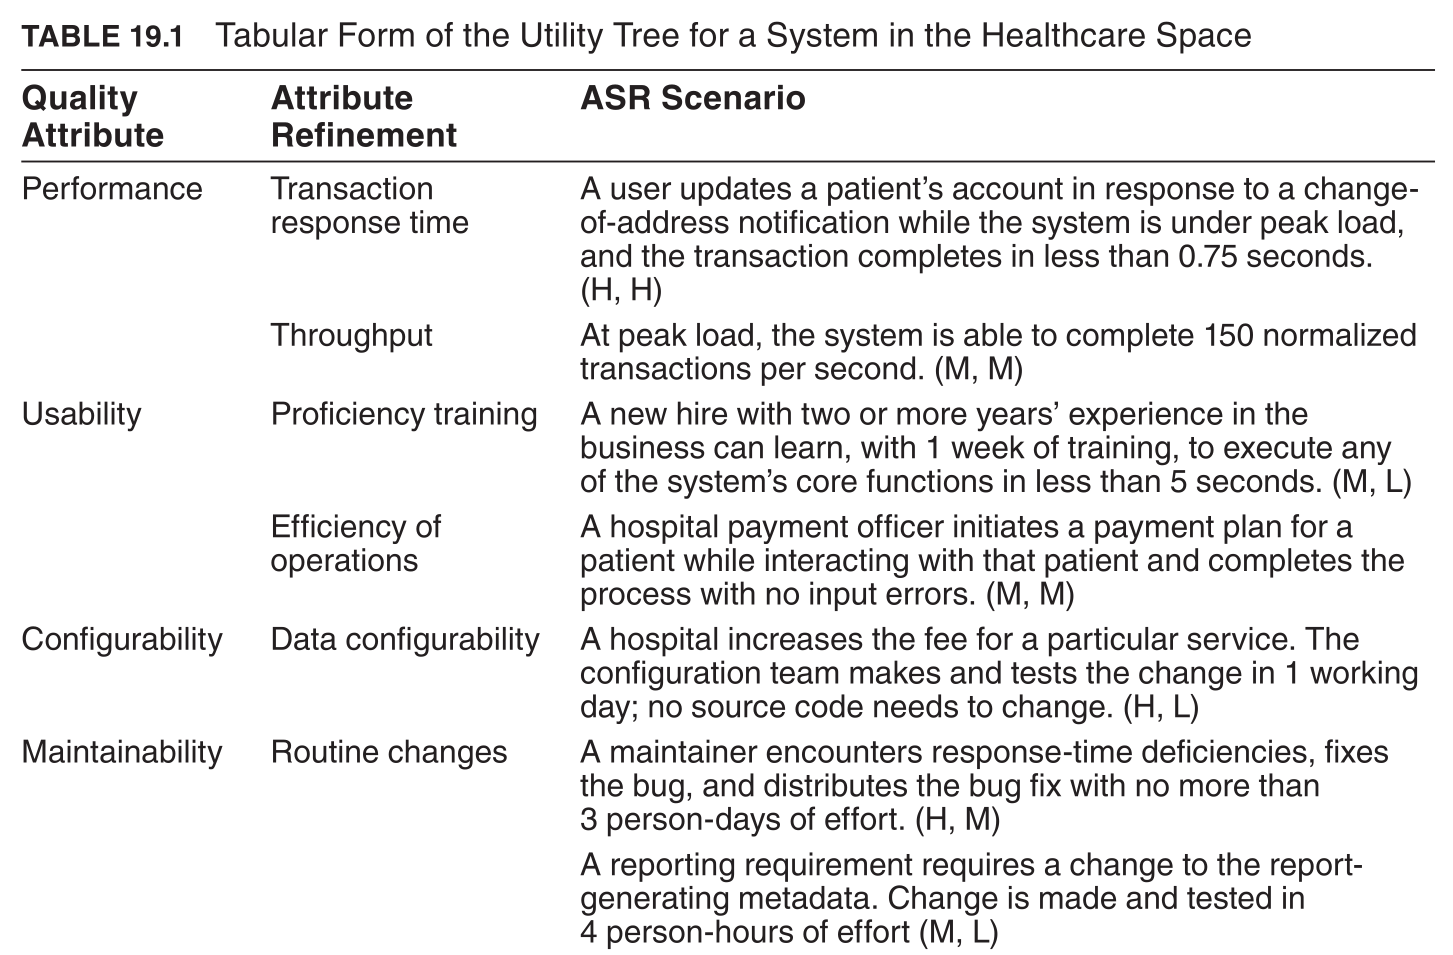 TABLE 19.1 Tabular Form of the Utility Tree for a System in the Healthcare Space
Quality Attribute Attribute Refinement ASR Scenario
Performance Transaction response time A user updates a patient’s account in response to a change-
of-address notification while the system is under peak load,
and the transaction completes in less than 0.75 seconds.
(H, H)
Throughput At peak load, the system is able to complete 150 normalized
transactions per second. (M, M)
Usability Proficiency training A new hire with two or more years’ experience in the
business can learn, with 1 week of training, to execute any
of the system’s core functions in less than 5 seconds. (M, L)
Efficiency of operations A hospital payment officer initiates a payment plan for a
patient while interacting with that patient and completes the
process with no input errors. (M, M)
Configurability Data configurability A hospital increases the fee for a particular service. The
configuration team makes and tests the change in 1 working
day; no source code needs to change. (H, L)
Maintainability Routine changes A maintainer encounters response-time deficiencies, fixes
the bug, and distributes the bug fix with no more than
3 person-days of effort. (H, M)
A reporting requirement requires a change to the report-
generating metadata. Change is made and tested in
4 person-hours of effort (M, L)